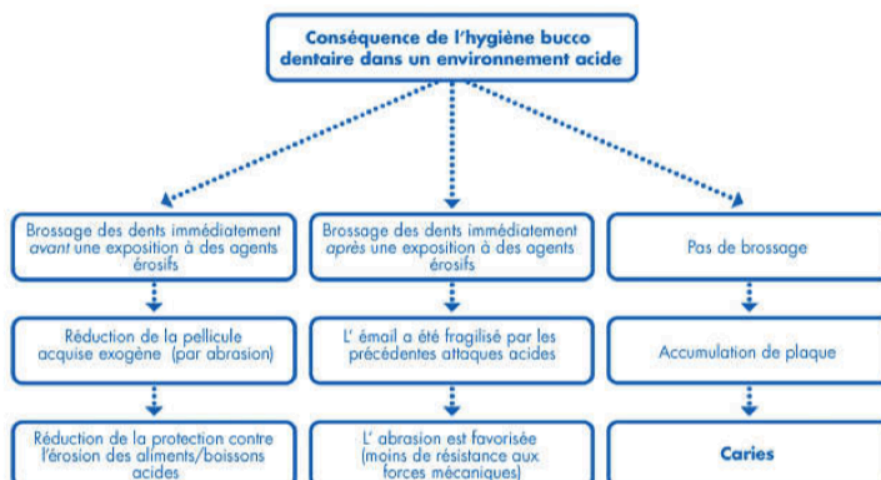 Conséquence de l'hygiène bucco
dentaire dans un environnement acide
Brossage des dents immédiatement
avant une exposition à des agents
érosifs
Brossage des dents immédiatement
après une exposition à des agents
érosifs
Pas de brossage
Réduction de la pellicule
acquise exogène (par abrasion)
L' émail a été fragilisé par les
précédentes attaques acides
Accumulation de plaque
Réduction de la protection contre
l'érosion des aliments/boissons
acides
L' abrasion est favorisée
(moins de résistance aux
forces mécaniques)
Caries